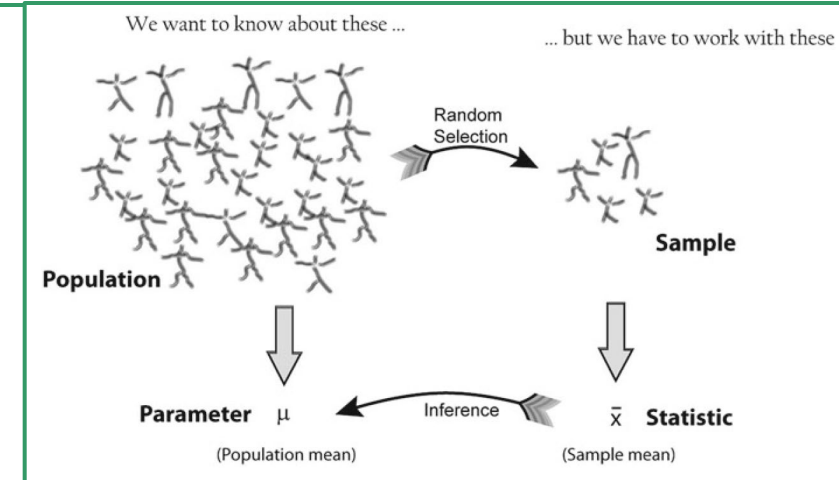 We want to know about these ...
... but we have to work with these
Random
Selection
Sample
Population
Parameter μ
Inference
x̄ Statistic
(Population mean)
(Sample mean)